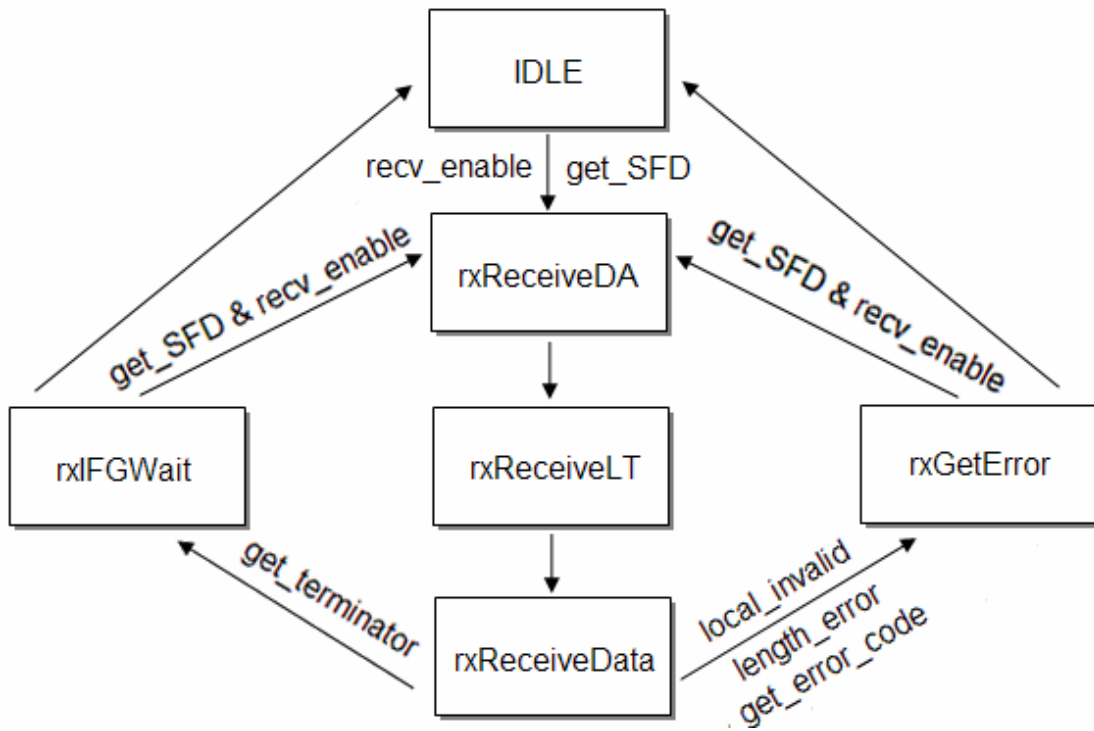 IDLE
recv_enable get_SFD
get_SFD & recv_enable
rxReceiveDA
get_SFD & recv_enable
rxIFGWait
rxReceiveLT
rxGetError
get_terminator
rxReceiveData
local_invalid
length_error
get_error_code